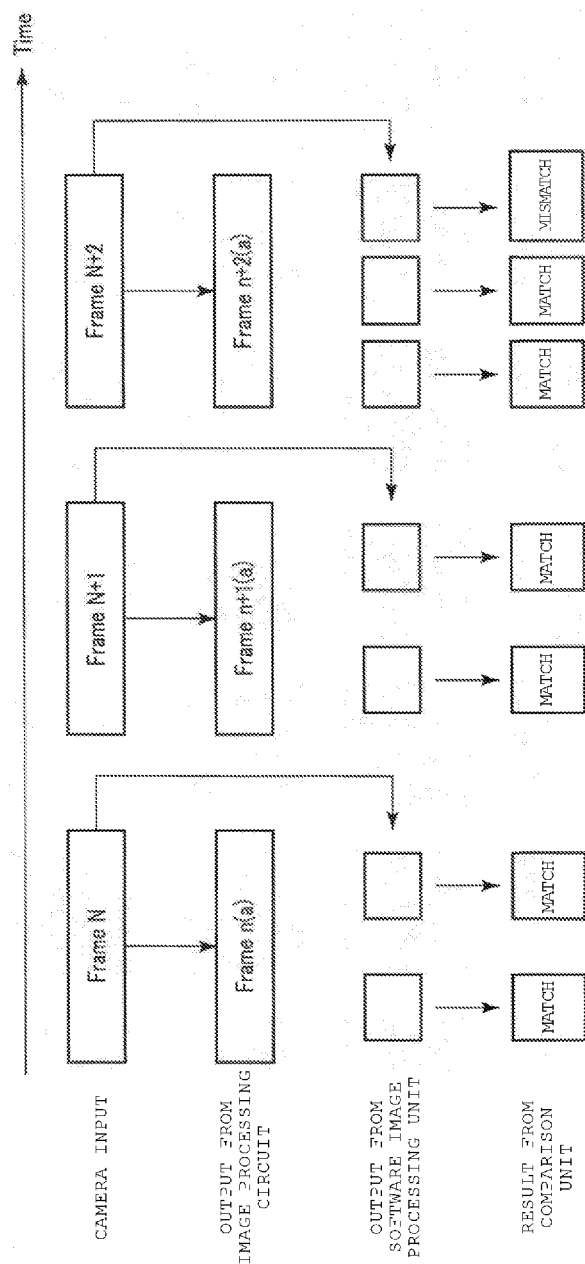 Time
CAMERA INPUT
Frame N
Frame N+1
Frame N+2
OUTPUT FROM
IMAGE PROCESSING
CIRCUIT
Frame n(a)
Frame n+1(a)
Frame n+2(a)
OUTPUT FROM
SOFTWARE IMAGE
PROCESSING UNIT
RESULT FROM
COMPARISON
UNIT
MATCH
MATCH
MATCH
MATCH
MATCH
MATCH
MISMATCH